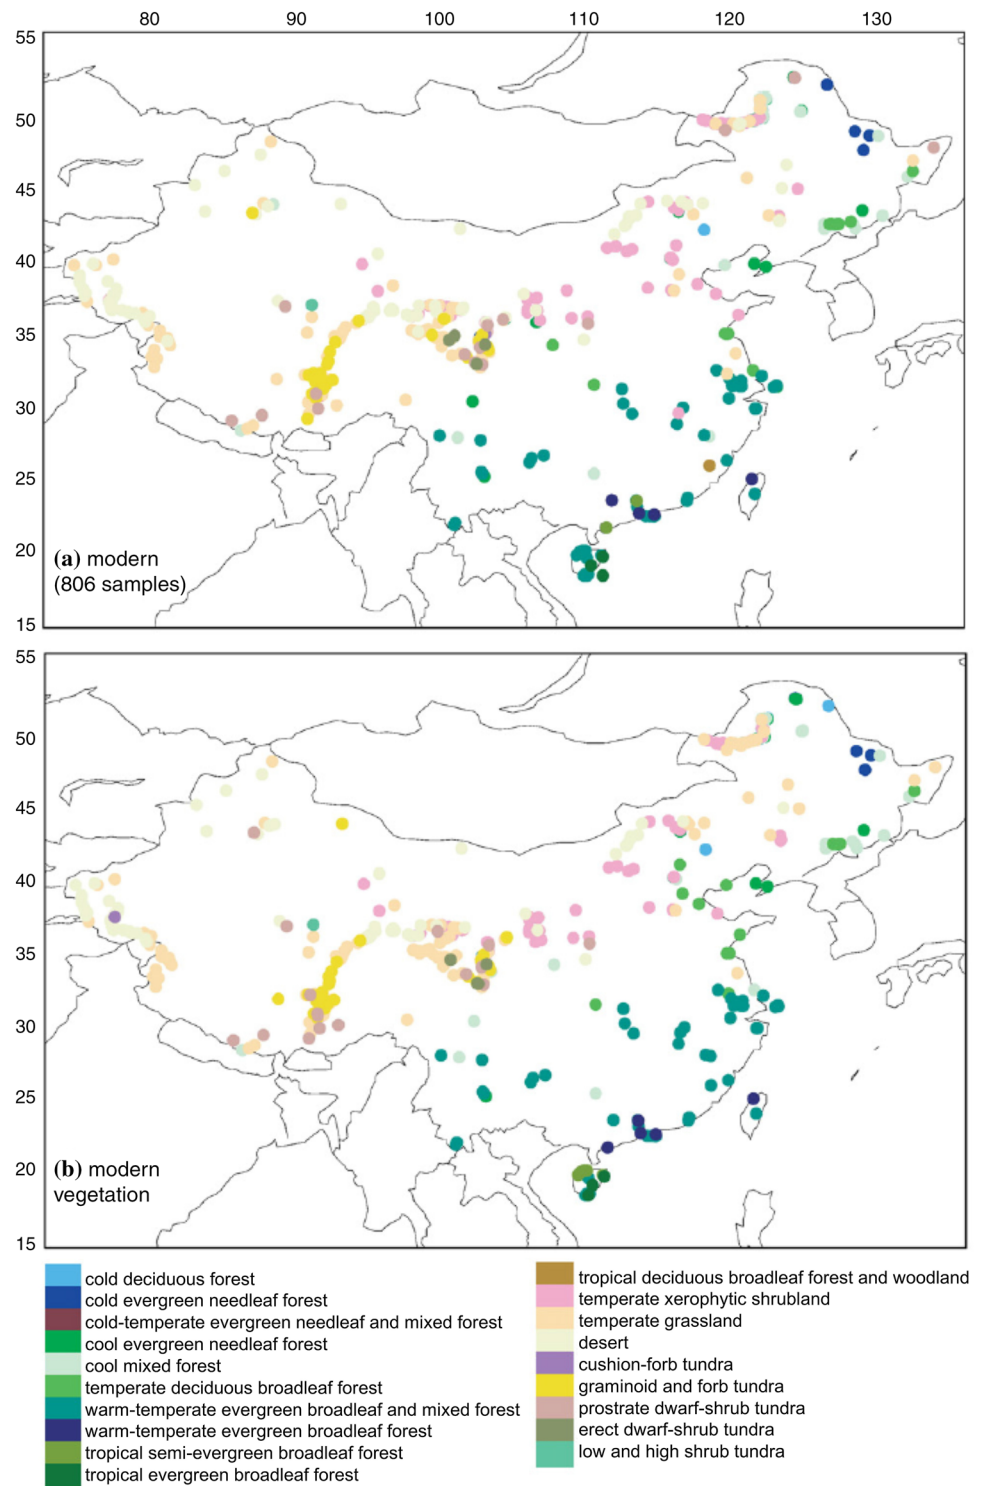 80 90 100 110 120 130
55
50
45
40
35
30
25
20
15
(a) modern
(806 samples)
55
50
45
40
35
30
25
20
15
(b) modern
vegetation
cold deciduous forest
cold evergreen needleaf forest
cold-temperate evergreen needleaf and mixed forest
cool evergreen needleaf forest
cool mixed forest
temperate deciduous broadleaf forest
warm-temperate evergreen broadleaf and mixed forest
warm-temperate evergreen broadleaf forest
tropical semi-evergreen broadleaf forest
tropical evergreen broadleaf forest
tropical deciduous broadleaf forest and woodland
temperate xerophytic shrubland
temperate grassland
desert
cushion-forb tundra
graminoid and forb tundra
prostrate dwarf-shrub tundra
erect dwarf-shrub tundra
low and high shrub tundra